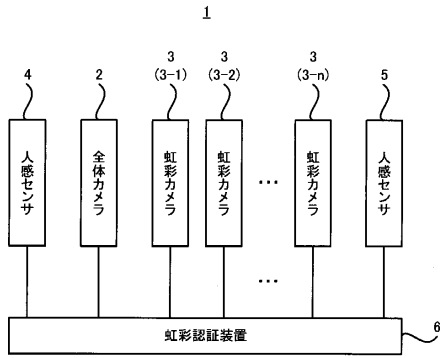 1
4
2
3
(3-1)
3
(3-2)
3
(3-n)
5
人感センサ
全体カメラ
虹彩カメラ
虹彩カメラ
...
虹彩カメラ
人感センサ
...
虹彩認証装置
6